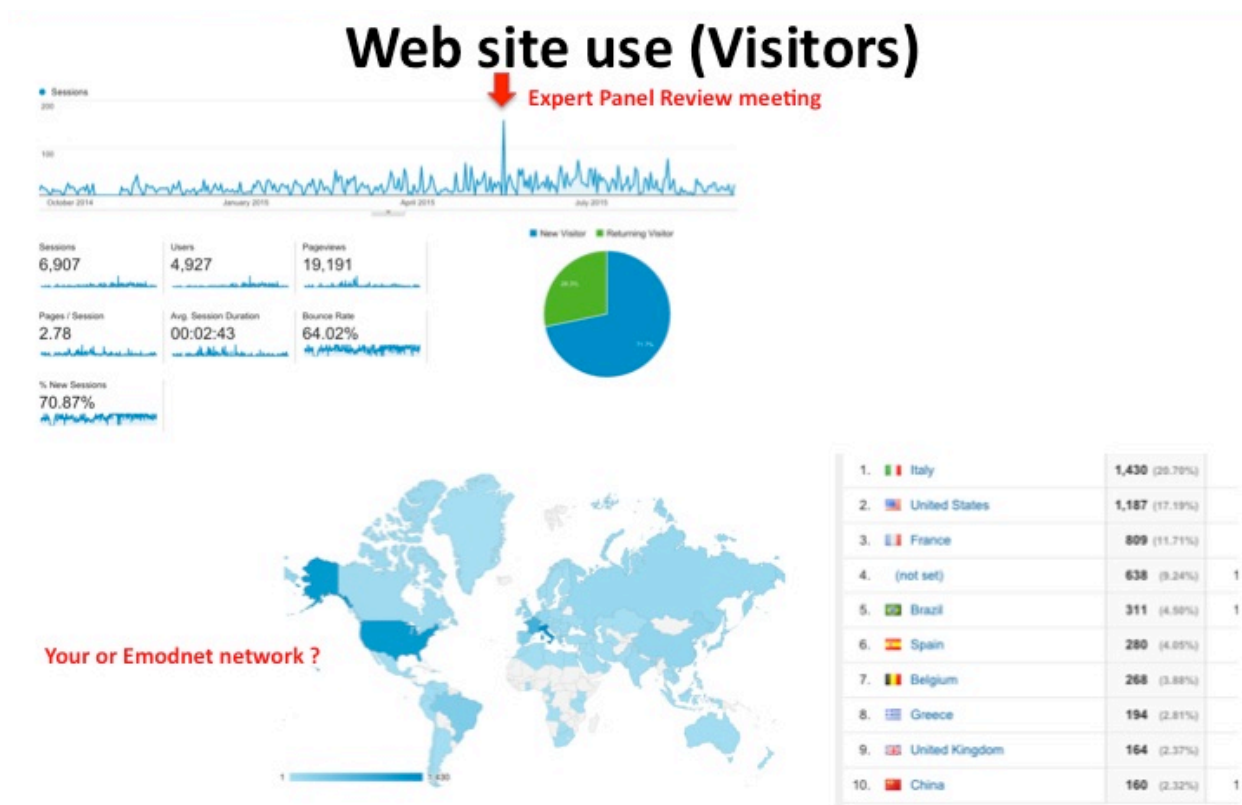 Web site use (Visitors)
Expert Panel Review meeting
Sessions
200
100
October 2014 January 2015 April 2015 July 2015
New Visitor Returning Visitor
Sessions Users Pageviews
6,907 4,927 19,191
Pages / Session Avg. Session Duration Bounce Rate
2.78 00:02:43 64.02%
% New Sessions
70.87%
Your or Emodnet network ?
1 1,430
1. Italy 1,430 (20.70%)
2. United States 1,187 (17.19%)
3. France 809 (11.71%)
4. (not set) 638 (9.24%) 1
5. Brazil 311 (4.50%) 1
6. Spain 280 (4.05%)
7. Belgium 268 (3.88%)
8. Greece 194 (2.81%)
9. United Kingdom 164 (2.37%)
10. China 160 (2.32%) 1